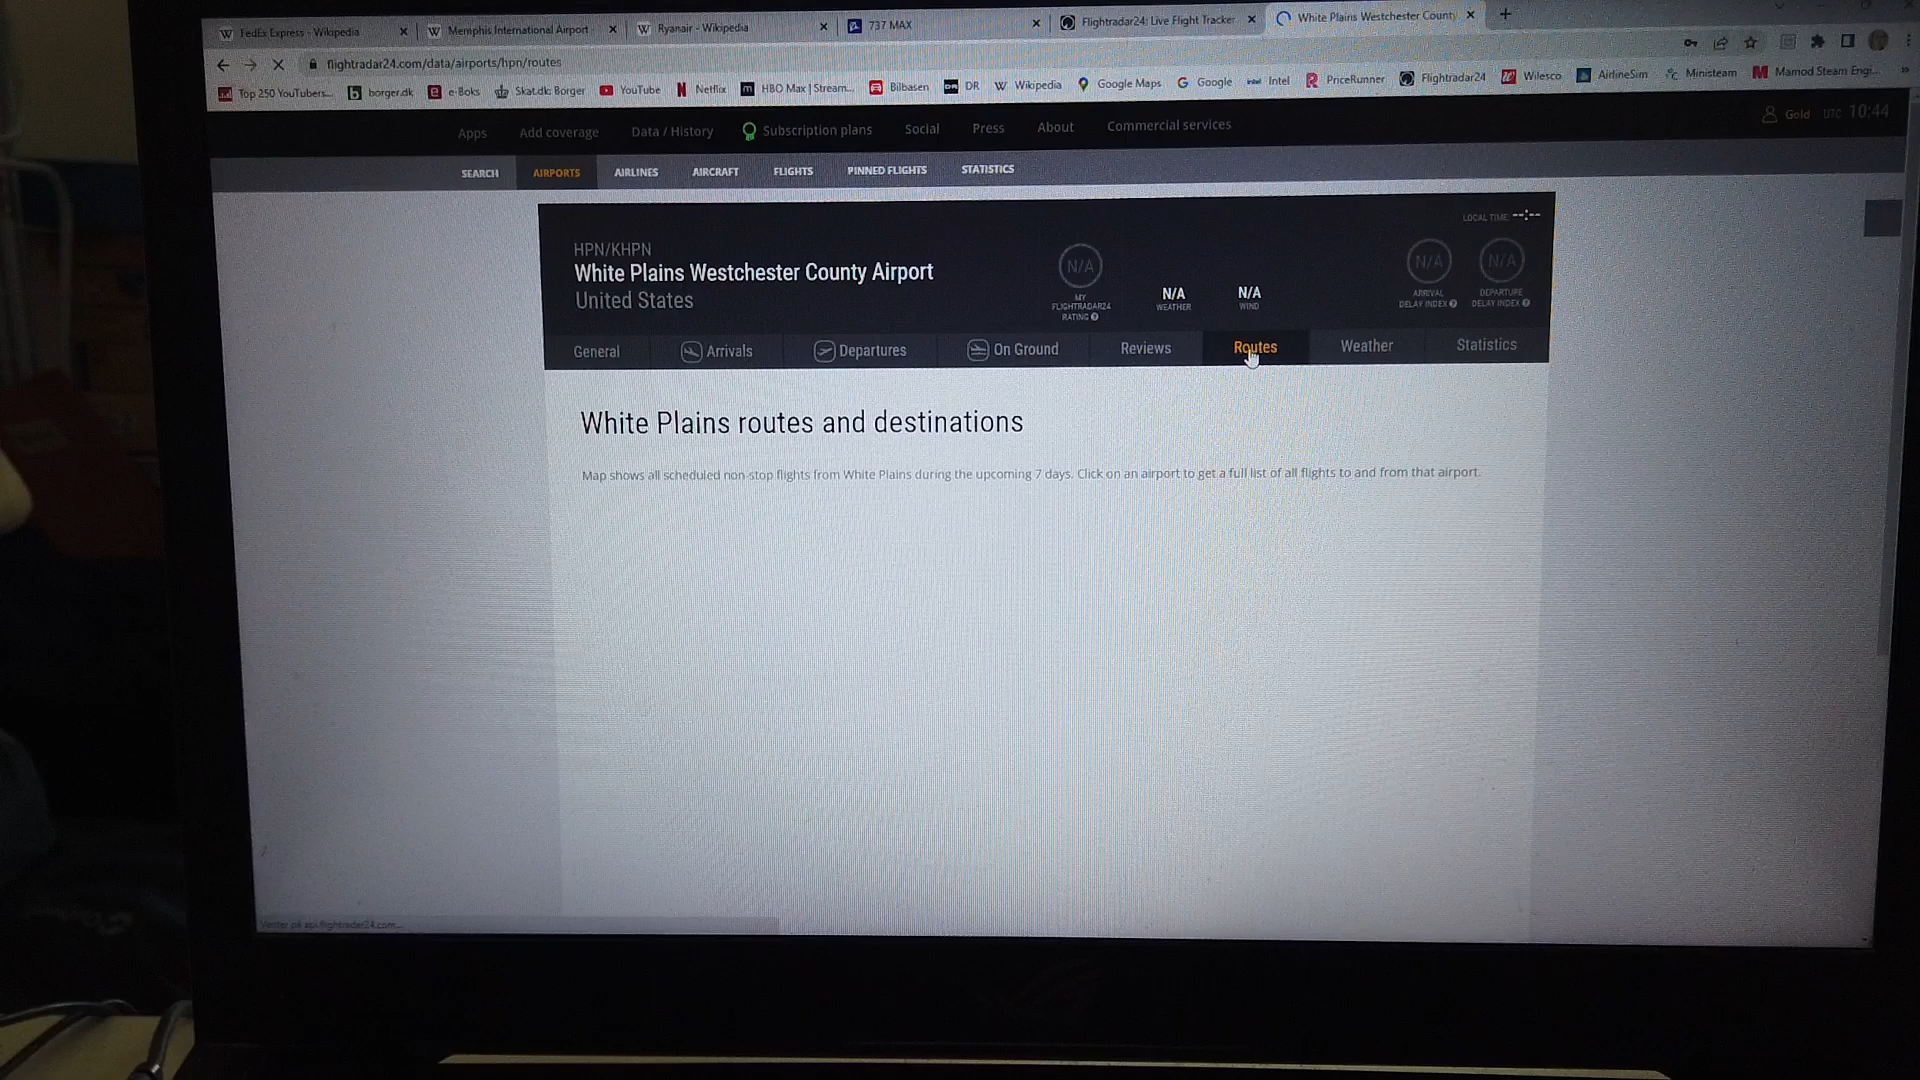 FedEx Express - Wikipedia
Memphis International Airport
Ryanair - Wikipedia
737 MAX
Flightradar24: Live Flight Tracker
White Plains Westchester County
flightradar24.com/data/airports/hpn/routes
Top 250 YouTubers... borger.dk e-Boks Skat.dk: Borger YouTube Netflix HBO Max | Stream... Bilbasen DR Wikipedia Google Maps Google Intel PriceRunner Flightradar24 Wilesco AirlineSim Ministeam Mamod Steam Engi...
Apps Add coverage Data / History Subscription plans Social Press About Commercial services Gold UTC 10:44
SEARCH AIRPORTS AIRLINES AIRCRAFT FLIGHTS PINNED FLIGHTS STATISTICS
LOCAL TIME --:--
HPN/KHPN
White Plains Westchester County Airport
United States
N/A
MY
FLIGHTRADAR24
RATING
N/A
WEATHER
N/A
WIND
N/A
ARRIVAL
DELAY INDEX
N/A
DEPARTURE
DELAY INDEX
General Arrivals Departures On Ground Reviews Routes Weather Statistics
White Plains routes and destinations
Map shows all scheduled non-stop flights from White Plains during the upcoming 7 days. Click on an airport to get a full list of all flights to and from that airport.
Venter på api.flightradar24.com...